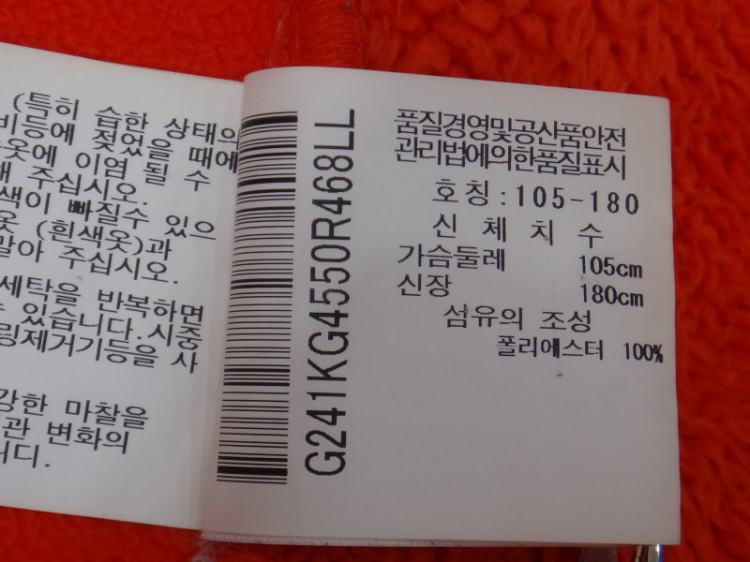 (특히 습한 상태의
비등에 젖었을 때에
옷에 이염 될 수
주십시오.
색이 빠질수 있으
옷 (흰색옷)과
말아 주십시오.
세탁을 반복하면
있습니다.시중
링제거기등을 사
강한 마찰을
관 변화의
니다.
G241KG4550R468LL
품질경영및공산품안전
관리법에의한품질표시
호칭:105-180
신 체 치 수
가슴둘레 105cm
신장 180cm
섬유의 조성
폴리에스터 100%